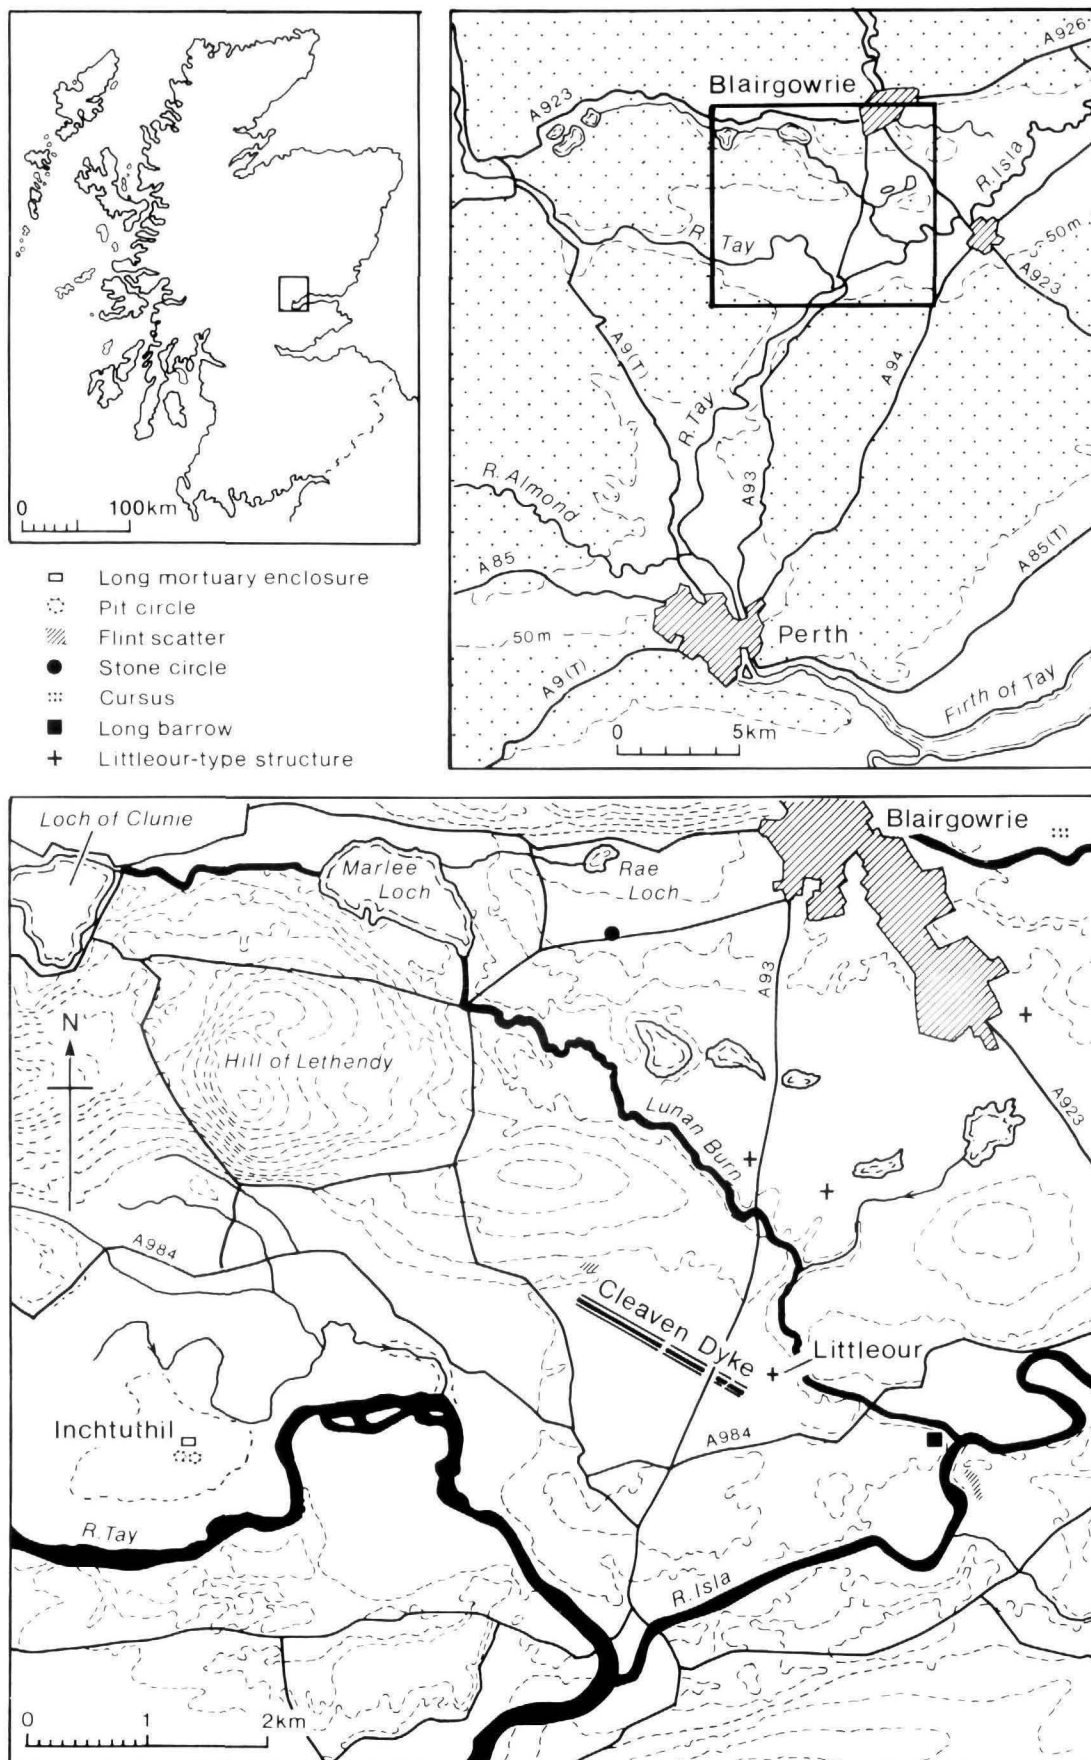 0 100km
Long mortuary enclosure
Pit circle
Flint scatter
Stone circle
Cursus
Long barrow
Littleour-type structure
A926
Blairgowrie
A923
R. Isla
R. Tay
50m
A923
A9(T)
A94
R. Tay
R. Almond
A93
A85
A85(T)
50m
Perth
A9(T)
Firth of Tay
0 5km
Loch of Clunie
Blairgowrie
Marlee
Loch
Rae
Loch
A93
N
Hill of Lethendy
Lunan Burn
A923
A984
Cleaven Dyke
Littleour
Inchtuthil
A984
R. Tay
R. Isla
0 1 2km